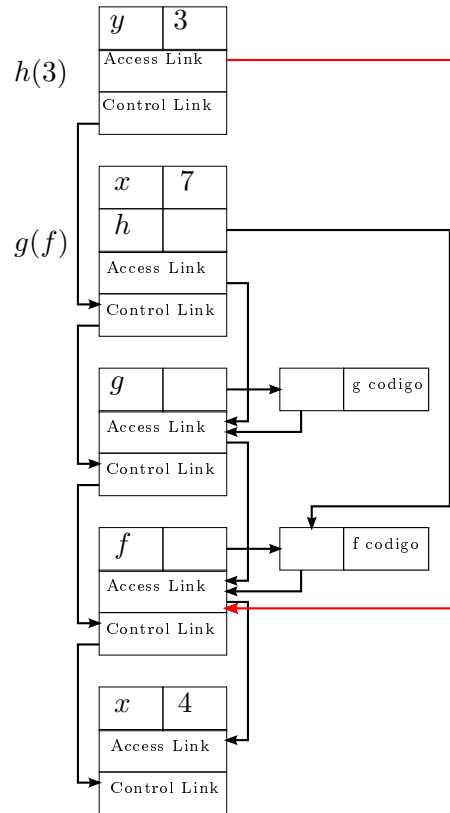 y 3
h(3)
Access Link
Control Link
x 7
g(f)
h
Access Link
Control Link
g
g codigo
Access Link
Control Link
f
f codigo
Access Link
Control Link
x 4
Access Link
Control Link